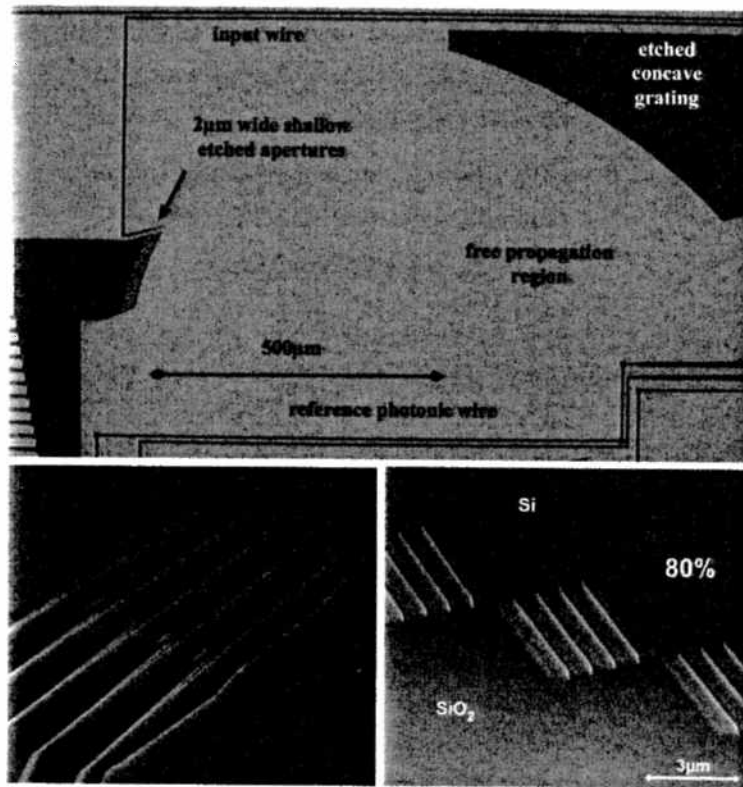 input wire
etched
concave
grating
2µm wide shallow
etched apertures
free propagation
region
500µm
reference photonic wire
Si
80%
SiO₂
3µm